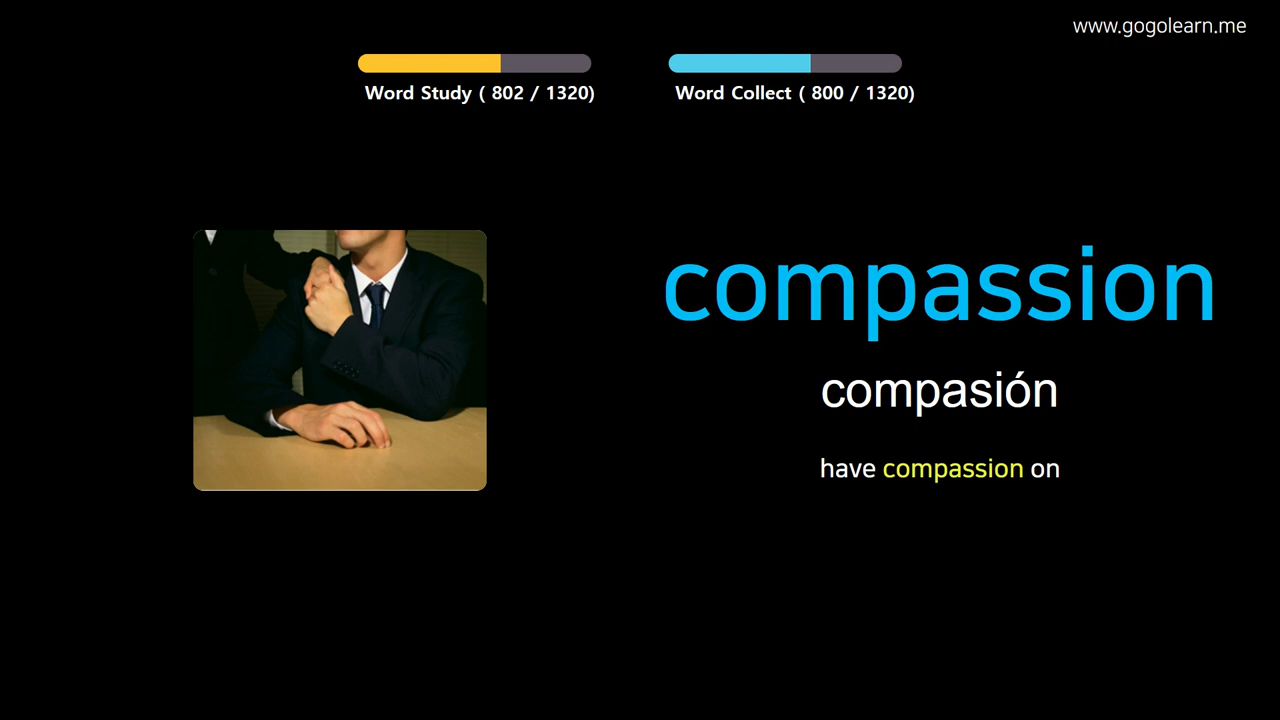 www.gogolearn.me
Word Study ( 802 / 1320)
Word Collect ( 800 / 1320)
compassion
compasión
have compassion on